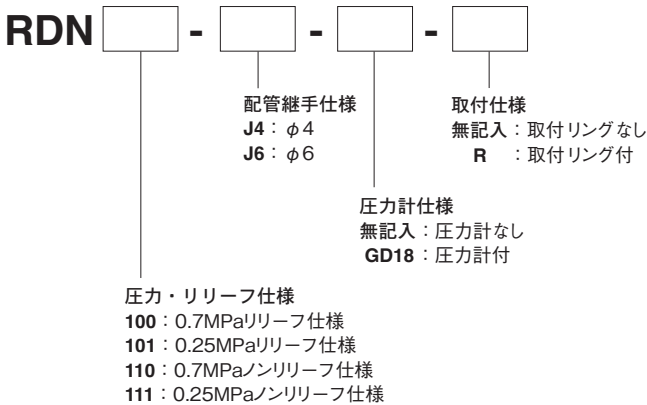 RDN - - -
配管継手仕様
J4：φ4
J6：φ6
取付仕様
無記入：取付リングなし
R ：取付リング付
圧力計仕様
無記入：圧力計なし
GD18：圧力計付
圧力・リリーフ仕様
100：0.7MPaリリーフ仕様
101：0.25MPaリリーフ仕様
110：0.7MPaノンリリーフ仕様
111：0.25MPaノンリリーフ仕様